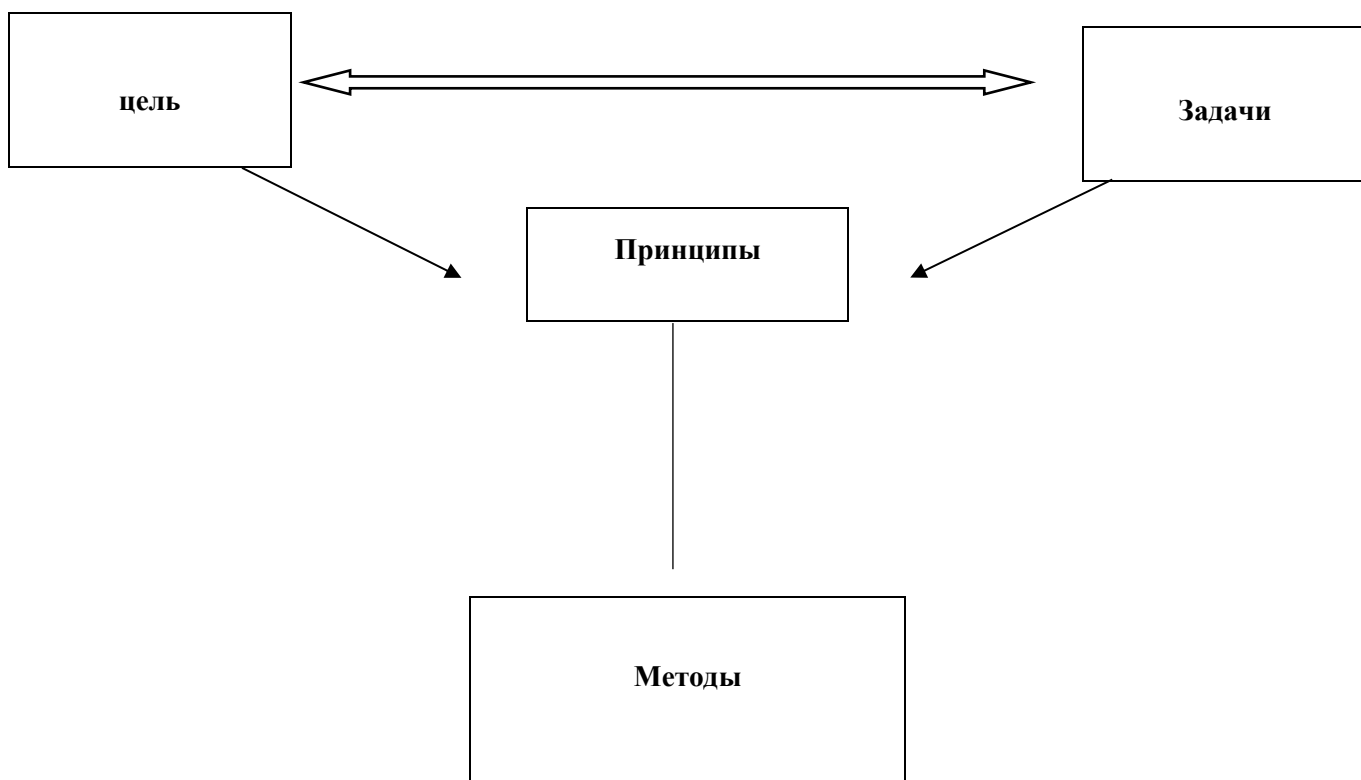 цель
Задачи
Принципы
Методы